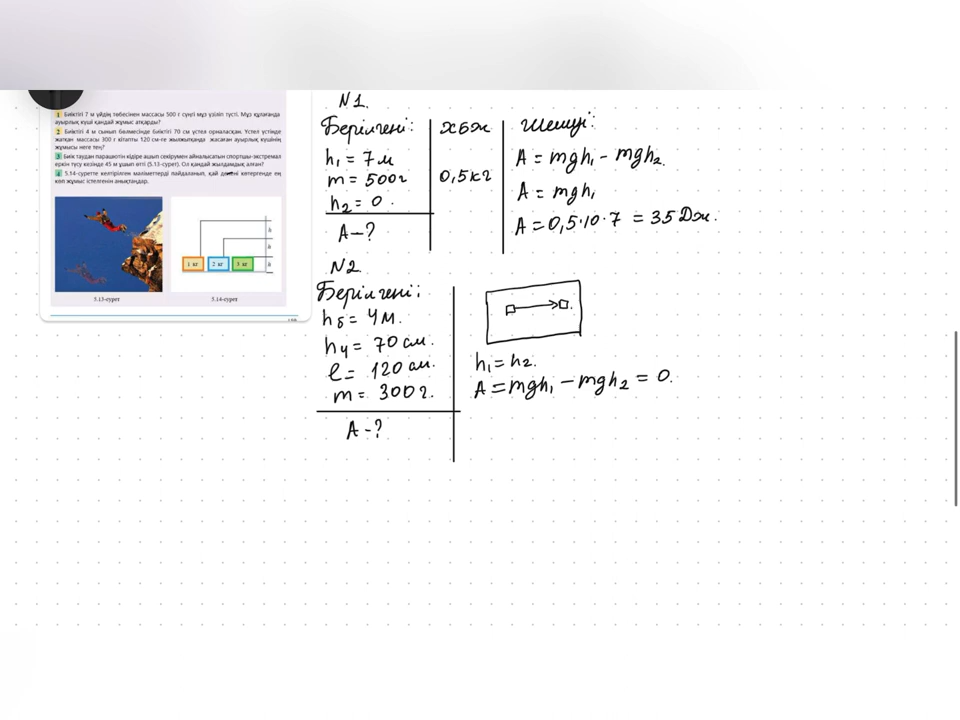 1 Биіктігі 7 м үйдің төбесінен массасы 500 г сүңгі мұз үзіліп түсті. Мұз құлағанда
ауырлық күші қандай жұмыс атқарды?
2 Биіктігі 4 м сынып бөлмесінде биіктігі 70 см үстел орналасқан. Үстел үстінде
жатқан массасы 300 г кітапты 120 см-ге жылжытқанда жасаған ауырлық күшінің
жұмысы неге тең?
3 Биік таудан парашютін кідіре ашып секірумен айналысатын спортшы-экстремал
еркін түсу кезінде 45 м ұшып өтті (5.13-сурет). Ол қандай жылдамдық алған?
4 5.14-суретте келтірілген мәліметтерді пайдаланып, қай денені көтергенде ең
көп жұмыс істелгенін анықтаңдар.
h
h
1 кг 2 кг 3 кг h
5.13-сурет 5.14-сурет
N1.
Берілгені: ХБЖ Шешуі:
h₁ = 7м A = mgh₁ - mgh₂
m = 500г 0,5кг A = mgh₁
h₂ = 0. A = 0,5·10·7 = 35 Дж.
A-?
N2.
Берілгені:
hб = 4м.
hү = 70 см.
l = 120 см.
m = 300г.
A-?
h₁ = h₂.
A = mgh₁ - mgh₂ = 0.